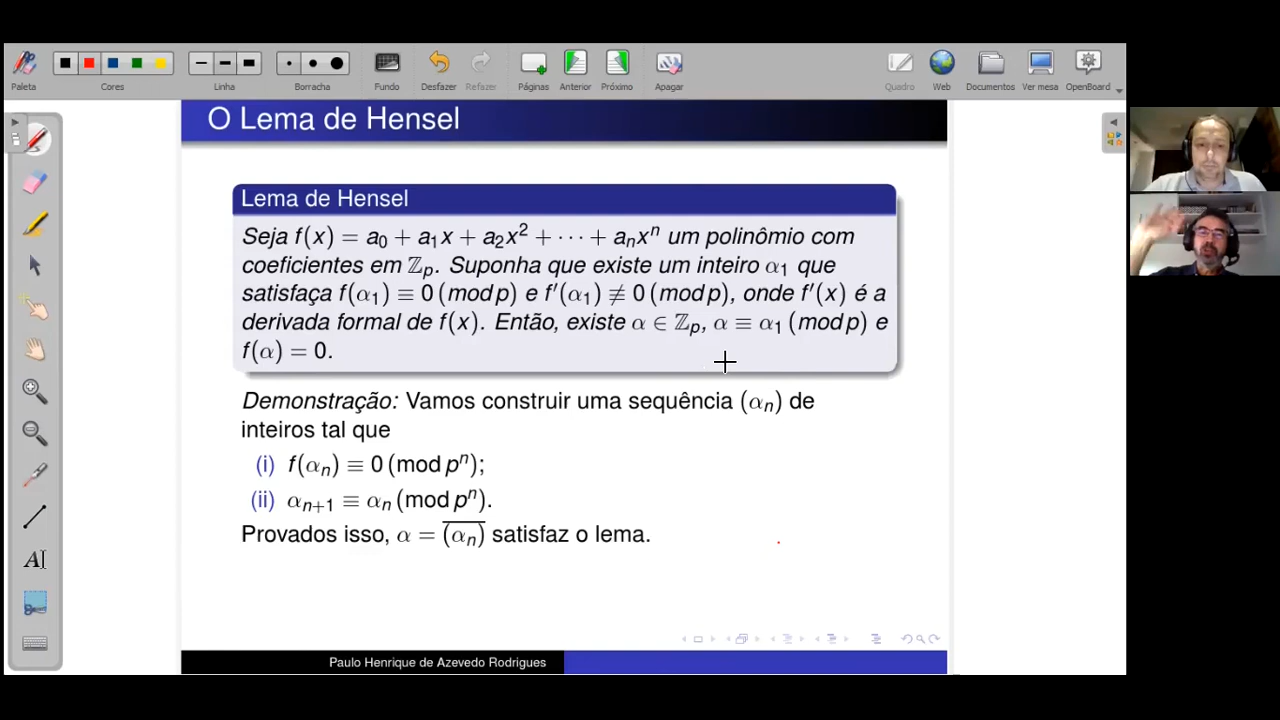 Paleta
Cores
Linha
Borracha
Fundo
Desfazer
Refazer
Páginas
Anterior
Próximo
Apagar
Quadro
Web
Documentos
Ver mesa
OpenBoard
O Lema de Hensel
Lema de Hensel
Seja f(x) = a₀ + a₁x + a₂x² + ⋯ + aₙxⁿ um polinômio com
coeficientes em ℤₚ. Suponha que existe um inteiro α₁ que
satisfaça f(α₁) ≡ 0 (mod p) e f′(α₁) ≢ 0 (mod p), onde f′(x) é a
derivada formal de f(x). Então, existe α ∈ ℤₚ, α ≡ α₁ (mod p) e
f(α) = 0.
Demonstração: Vamos construir uma sequência (αₙ) de
inteiros tal que
(i) f(αₙ) ≡ 0 (mod pⁿ);
(ii) αₙ₊₁ ≡ αₙ (mod pⁿ).
Provados isso, α = \overline{(αₙ)} satisfaz o lema.
Paulo Henrique de Azevedo Rodrigues